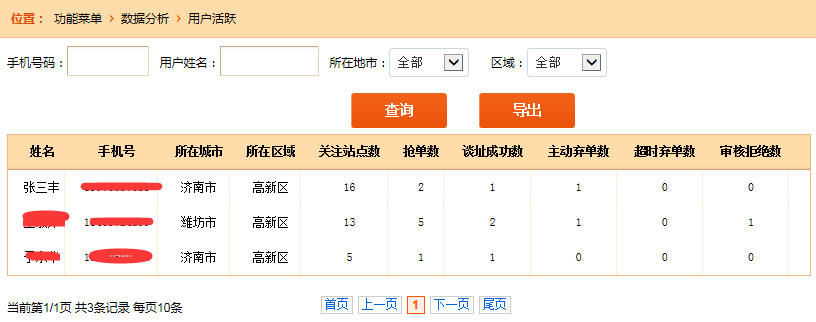 位置： 功能菜单 > 数据分析 > 用户活跃
手机号码： 用户姓名： 所在地市： 全部 区域： 全部
查询 导出
姓名 手机号 所在城市 所在区域 关注站点数 抢单数 谈址成功数 主动弃单数 超时弃单数 审核拒绝数
张三丰 济南市 高新区 16 2 1 1 0 0
潍坊市 高新区 13 5 2 1 0 1
济南市 高新区 5 1 1 0 0 0
当前第1/1页 共3条记录 每页10条 首页 上一页 1 下一页 尾页